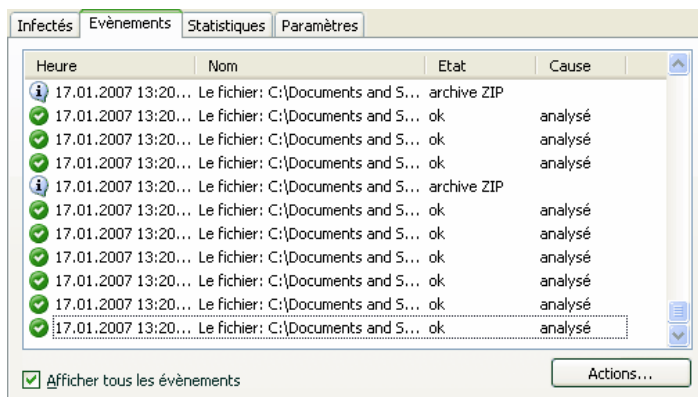 Infectés Evènements Statistiques Paramètres
Heure Nom Etat Cause
17.01.2007 13:20... Le fichier: C:\Documents and S... archive ZIP
17.01.2007 13:20... Le fichier: C:\Documents and S... ok analysé
17.01.2007 13:20... Le fichier: C:\Documents and S... ok analysé
17.01.2007 13:20... Le fichier: C:\Documents and S... ok analysé
17.01.2007 13:20... Le fichier: C:\Documents and S... archive ZIP
17.01.2007 13:20... Le fichier: C:\Documents and S... ok analysé
17.01.2007 13:20... Le fichier: C:\Documents and S... ok analysé
17.01.2007 13:20... Le fichier: C:\Documents and S... ok analysé
17.01.2007 13:20... Le fichier: C:\Documents and S... ok analysé
17.01.2007 13:20... Le fichier: C:\Documents and S... ok analysé
17.01.2007 13:20... Le fichier: C:\Documents and S... ok analysé
Afficher tous les évènements Actions...